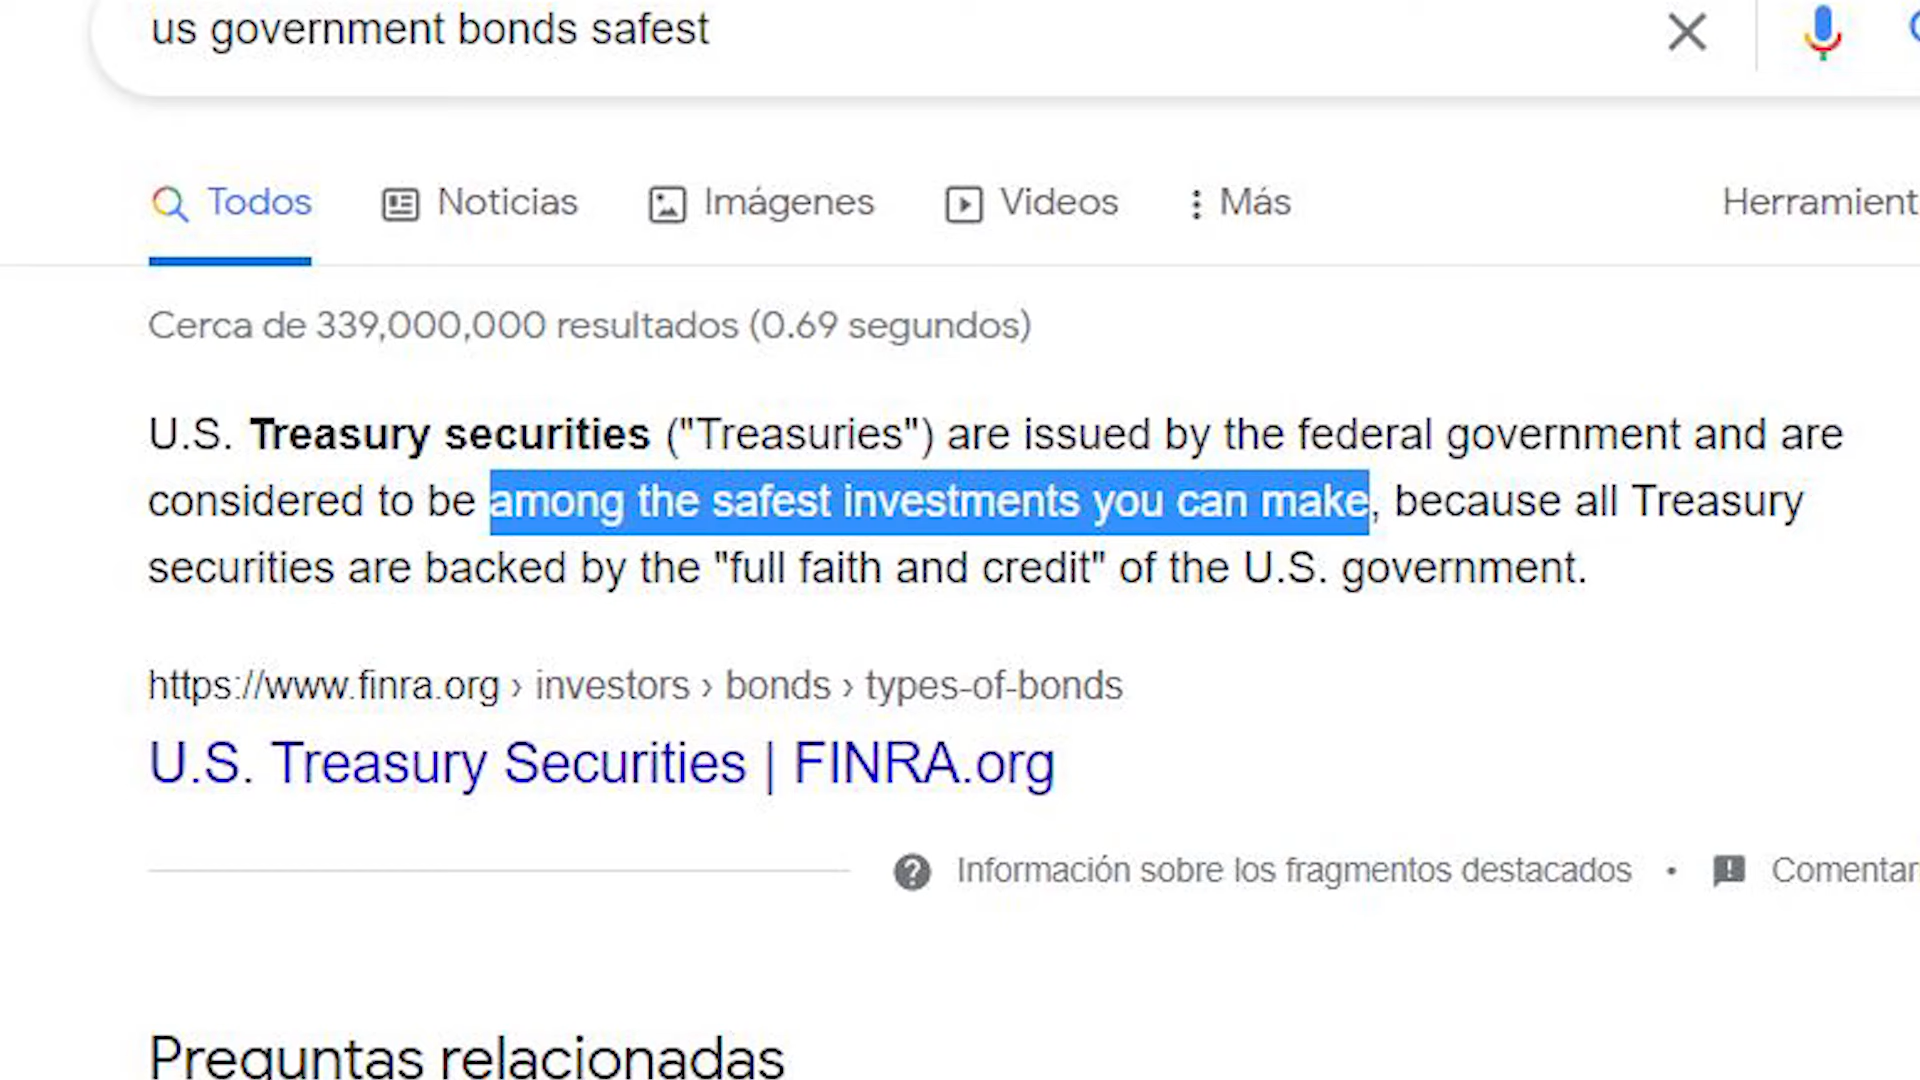 us government bonds safest
Todos Noticias Imágenes Videos Más Herramient
Cerca de 339,000,000 resultados (0.69 segundos)
U.S. Treasury securities ("Treasuries") are issued by the federal government and are
considered to be among the safest investments you can make, because all Treasury
securities are backed by the "full faith and credit" of the U.S. government.
https://www.finra.org › investors › bonds › types-of-bonds
U.S. Treasury Securities | FINRA.org
Información sobre los fragmentos destacados • Comentar
Preguntas relacionadas